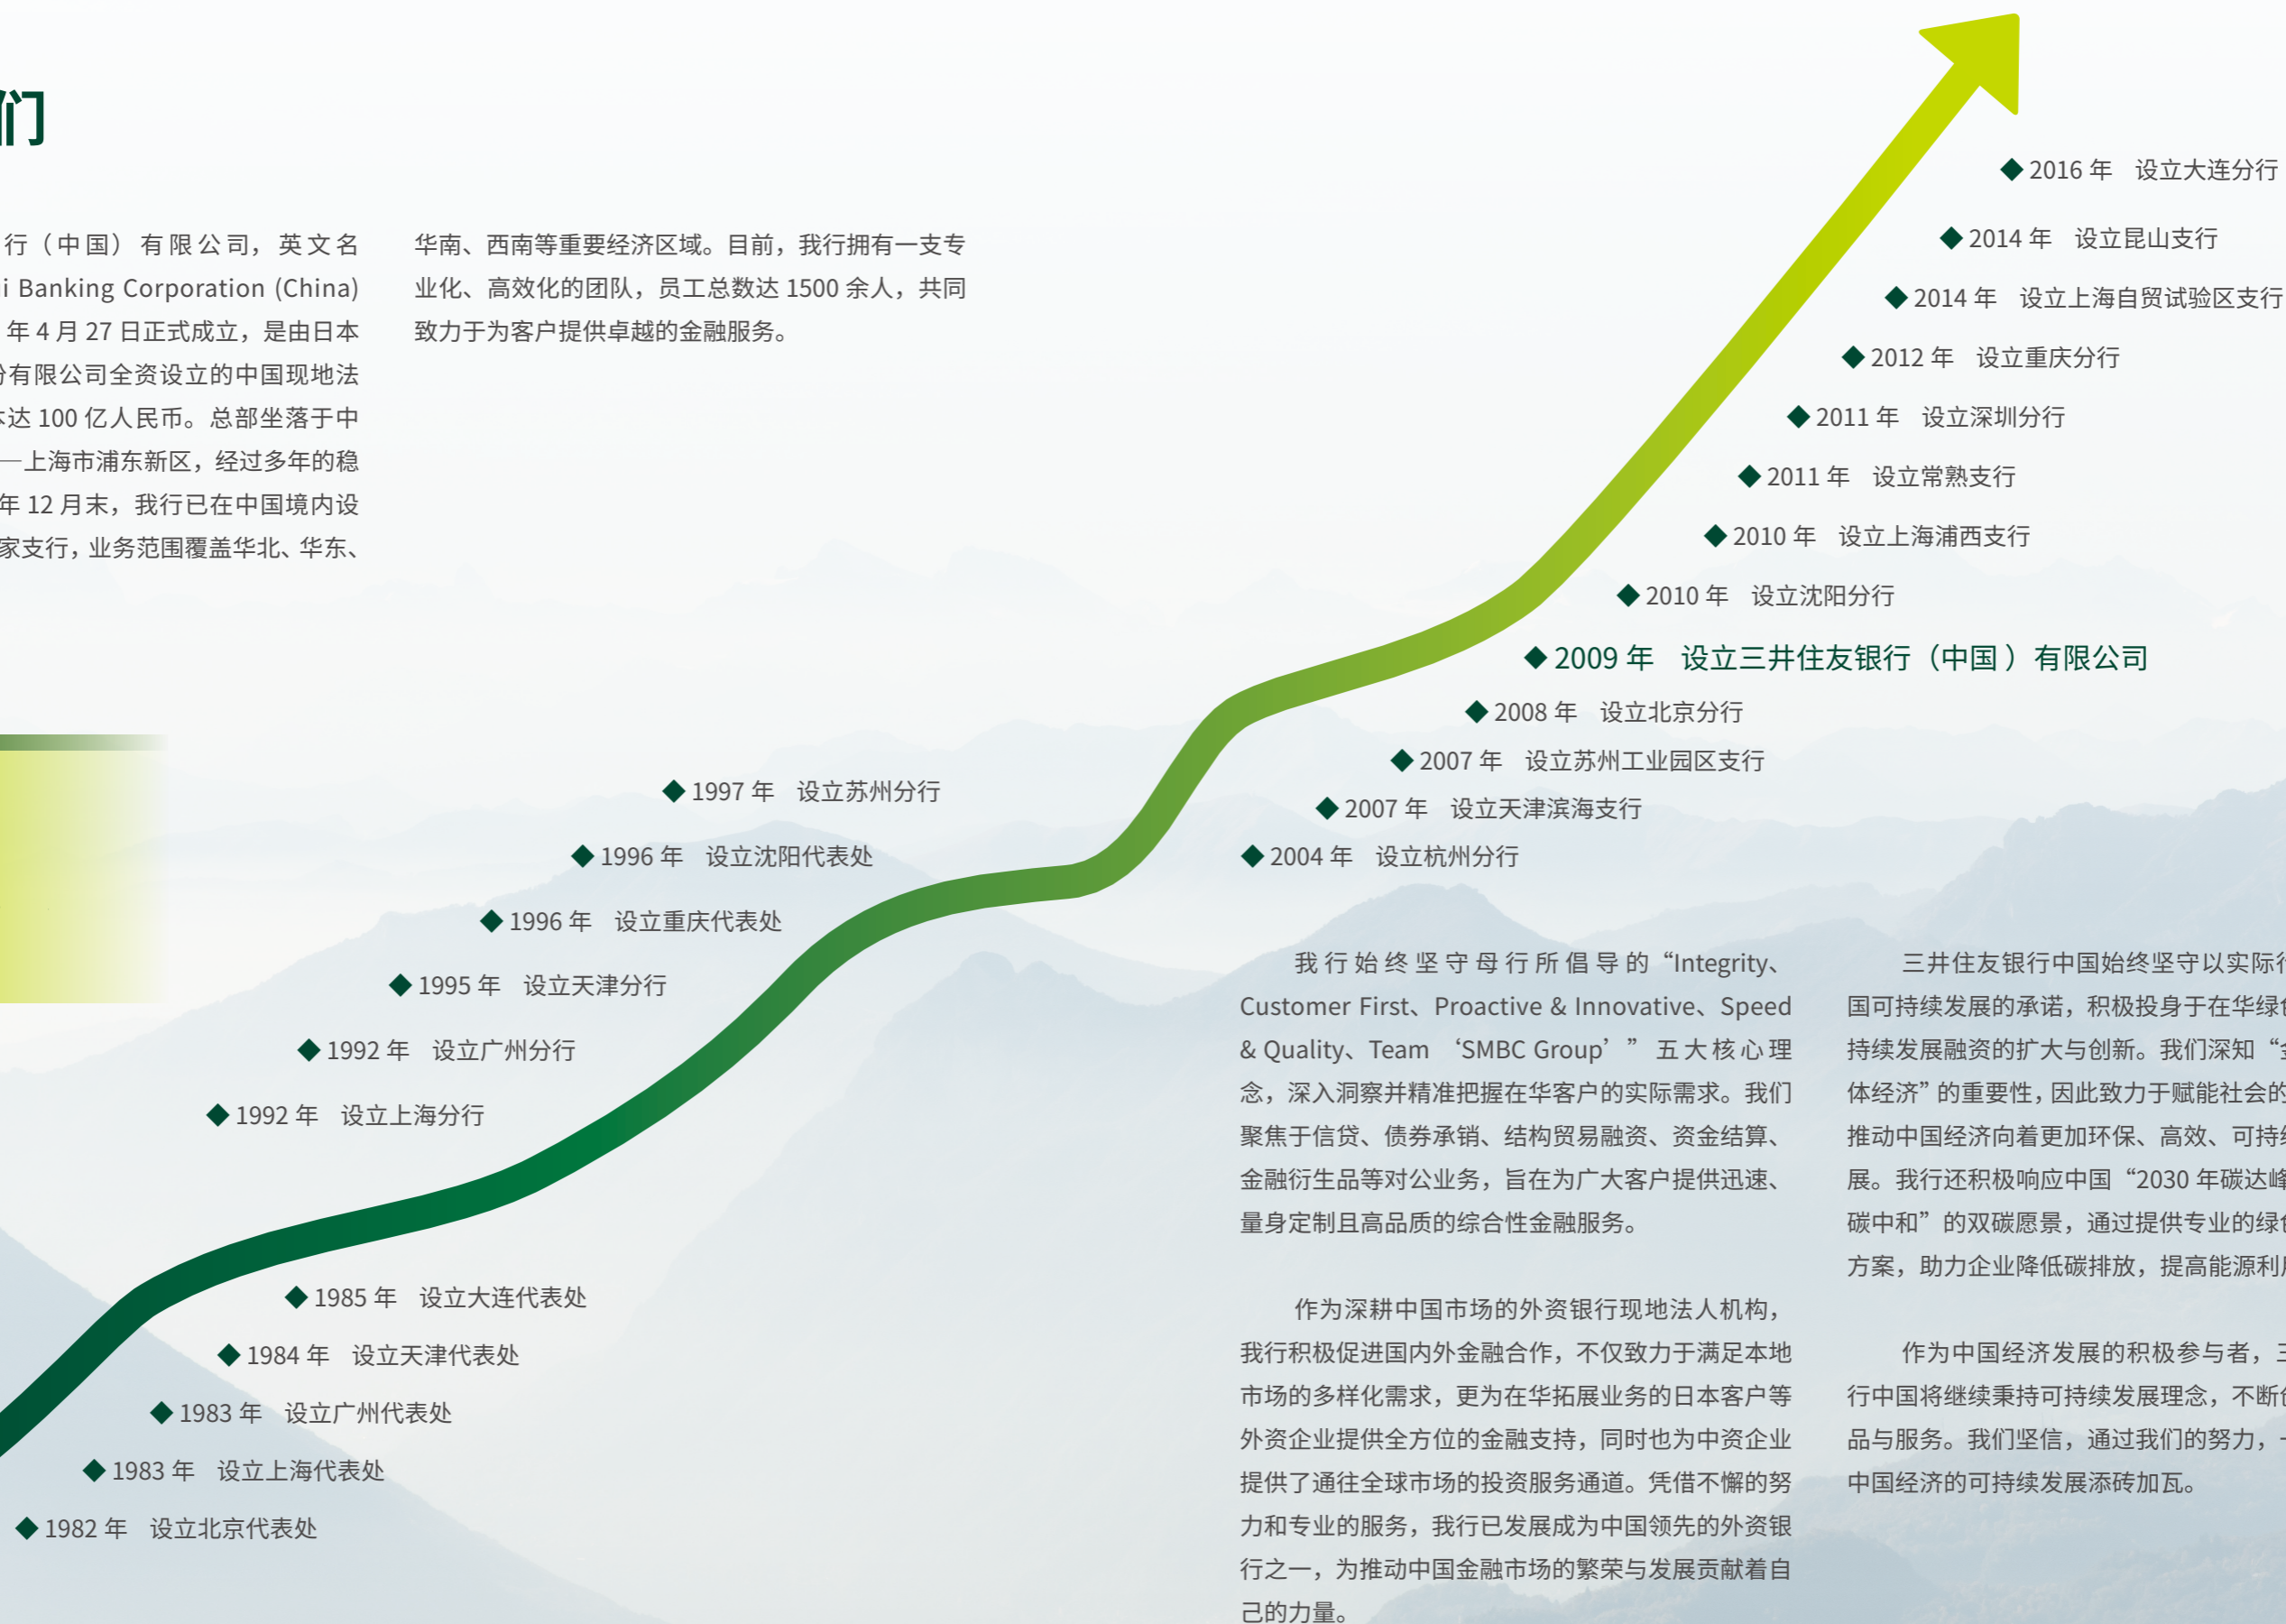 们
行（中国）有限公司，英文名
i Banking Corporation (China)
年 4 月 27 日正式成立，是由日本
有限公司全资设立的中国现地法
达 100 亿人民币。总部坐落于中
—上海市浦东新区，经过多年的稳
年 12 月末，我行已在中国境内设
家支行，业务范围覆盖华北、华东、
华南、西南等重要经济区域。目前，我行拥有一支专
业化、高效化的团队，员工总数达 1500 余人，共同
致力于为客户提供卓越的金融服务。
◆ 2016 年 设立大连分行
◆ 2014 年 设立昆山支行
◆ 2014 年 设立上海自贸试验区支行
◆ 2012 年 设立重庆分行
◆ 2011 年 设立深圳分行
◆ 2011 年 设立常熟支行
◆ 2010 年 设立上海浦西支行
◆ 2010 年 设立沈阳分行
◆ 2009 年 设立三井住友银行（中国 ）有限公司
◆ 2008 年 设立北京分行
◆ 2007 年 设立苏州工业园区支行
◆ 2007 年 设立天津滨海支行
◆ 2004 年 设立杭州分行
◆ 1997 年 设立苏州分行
◆ 1996 年 设立沈阳代表处
◆ 1996 年 设立重庆代表处
◆ 1995 年 设立天津分行
◆ 1992 年 设立广州分行
◆ 1992 年 设立上海分行
◆ 1985 年 设立大连代表处
◆ 1984 年 设立天津代表处
◆ 1983 年 设立广州代表处
◆ 1983 年 设立上海代表处
◆ 1982 年 设立北京代表处
我行始终坚守母行所倡导的“Integrity、
Customer First、Proactive & Innovative、Speed
& Quality、Team ‘SMBC Group’”五大核心理
念，深入洞察并精准把握在华客户的实际需求。我们
聚焦于信贷、债券承销、结构贸易融资、资金结算、
金融衍生品等对公业务，旨在为广大客户提供迅速、
量身定制且高品质的综合性金融服务。
作为深耕中国市场的外资银行现地法人机构，
我行积极促进国内外金融合作，不仅致力于满足本地
市场的多样化需求，更为在华拓展业务的日本客户等
外资企业提供全方位的金融支持，同时也为中资企业
提供了通往全球市场的投资服务通道。凭借不懈的努
力和专业的服务，我行已发展成为中国领先的外资银
行之一，为推动中国金融市场的繁荣与发展贡献着自
己的力量。
三井住友银行中国始终坚守以实际
国可持续发展的承诺，积极投身于在华绿
持续发展融资的扩大与创新。我们深知“
体经济”的重要性，因此致力于赋能社会的
推动中国经济向着更加环保、高效、可持
展。我行还积极响应中国“2030 年碳达峰
碳中和”的双碳愿景，通过提供专业的绿
方案，助力企业降低碳排放，提高能源利
作为中国经济发展的积极参与者，三
行中国将继续秉持可持续发展理念，不断
品与服务。我们坚信，通过我们的努力，
中国经济的可持续发展添砖加瓦。